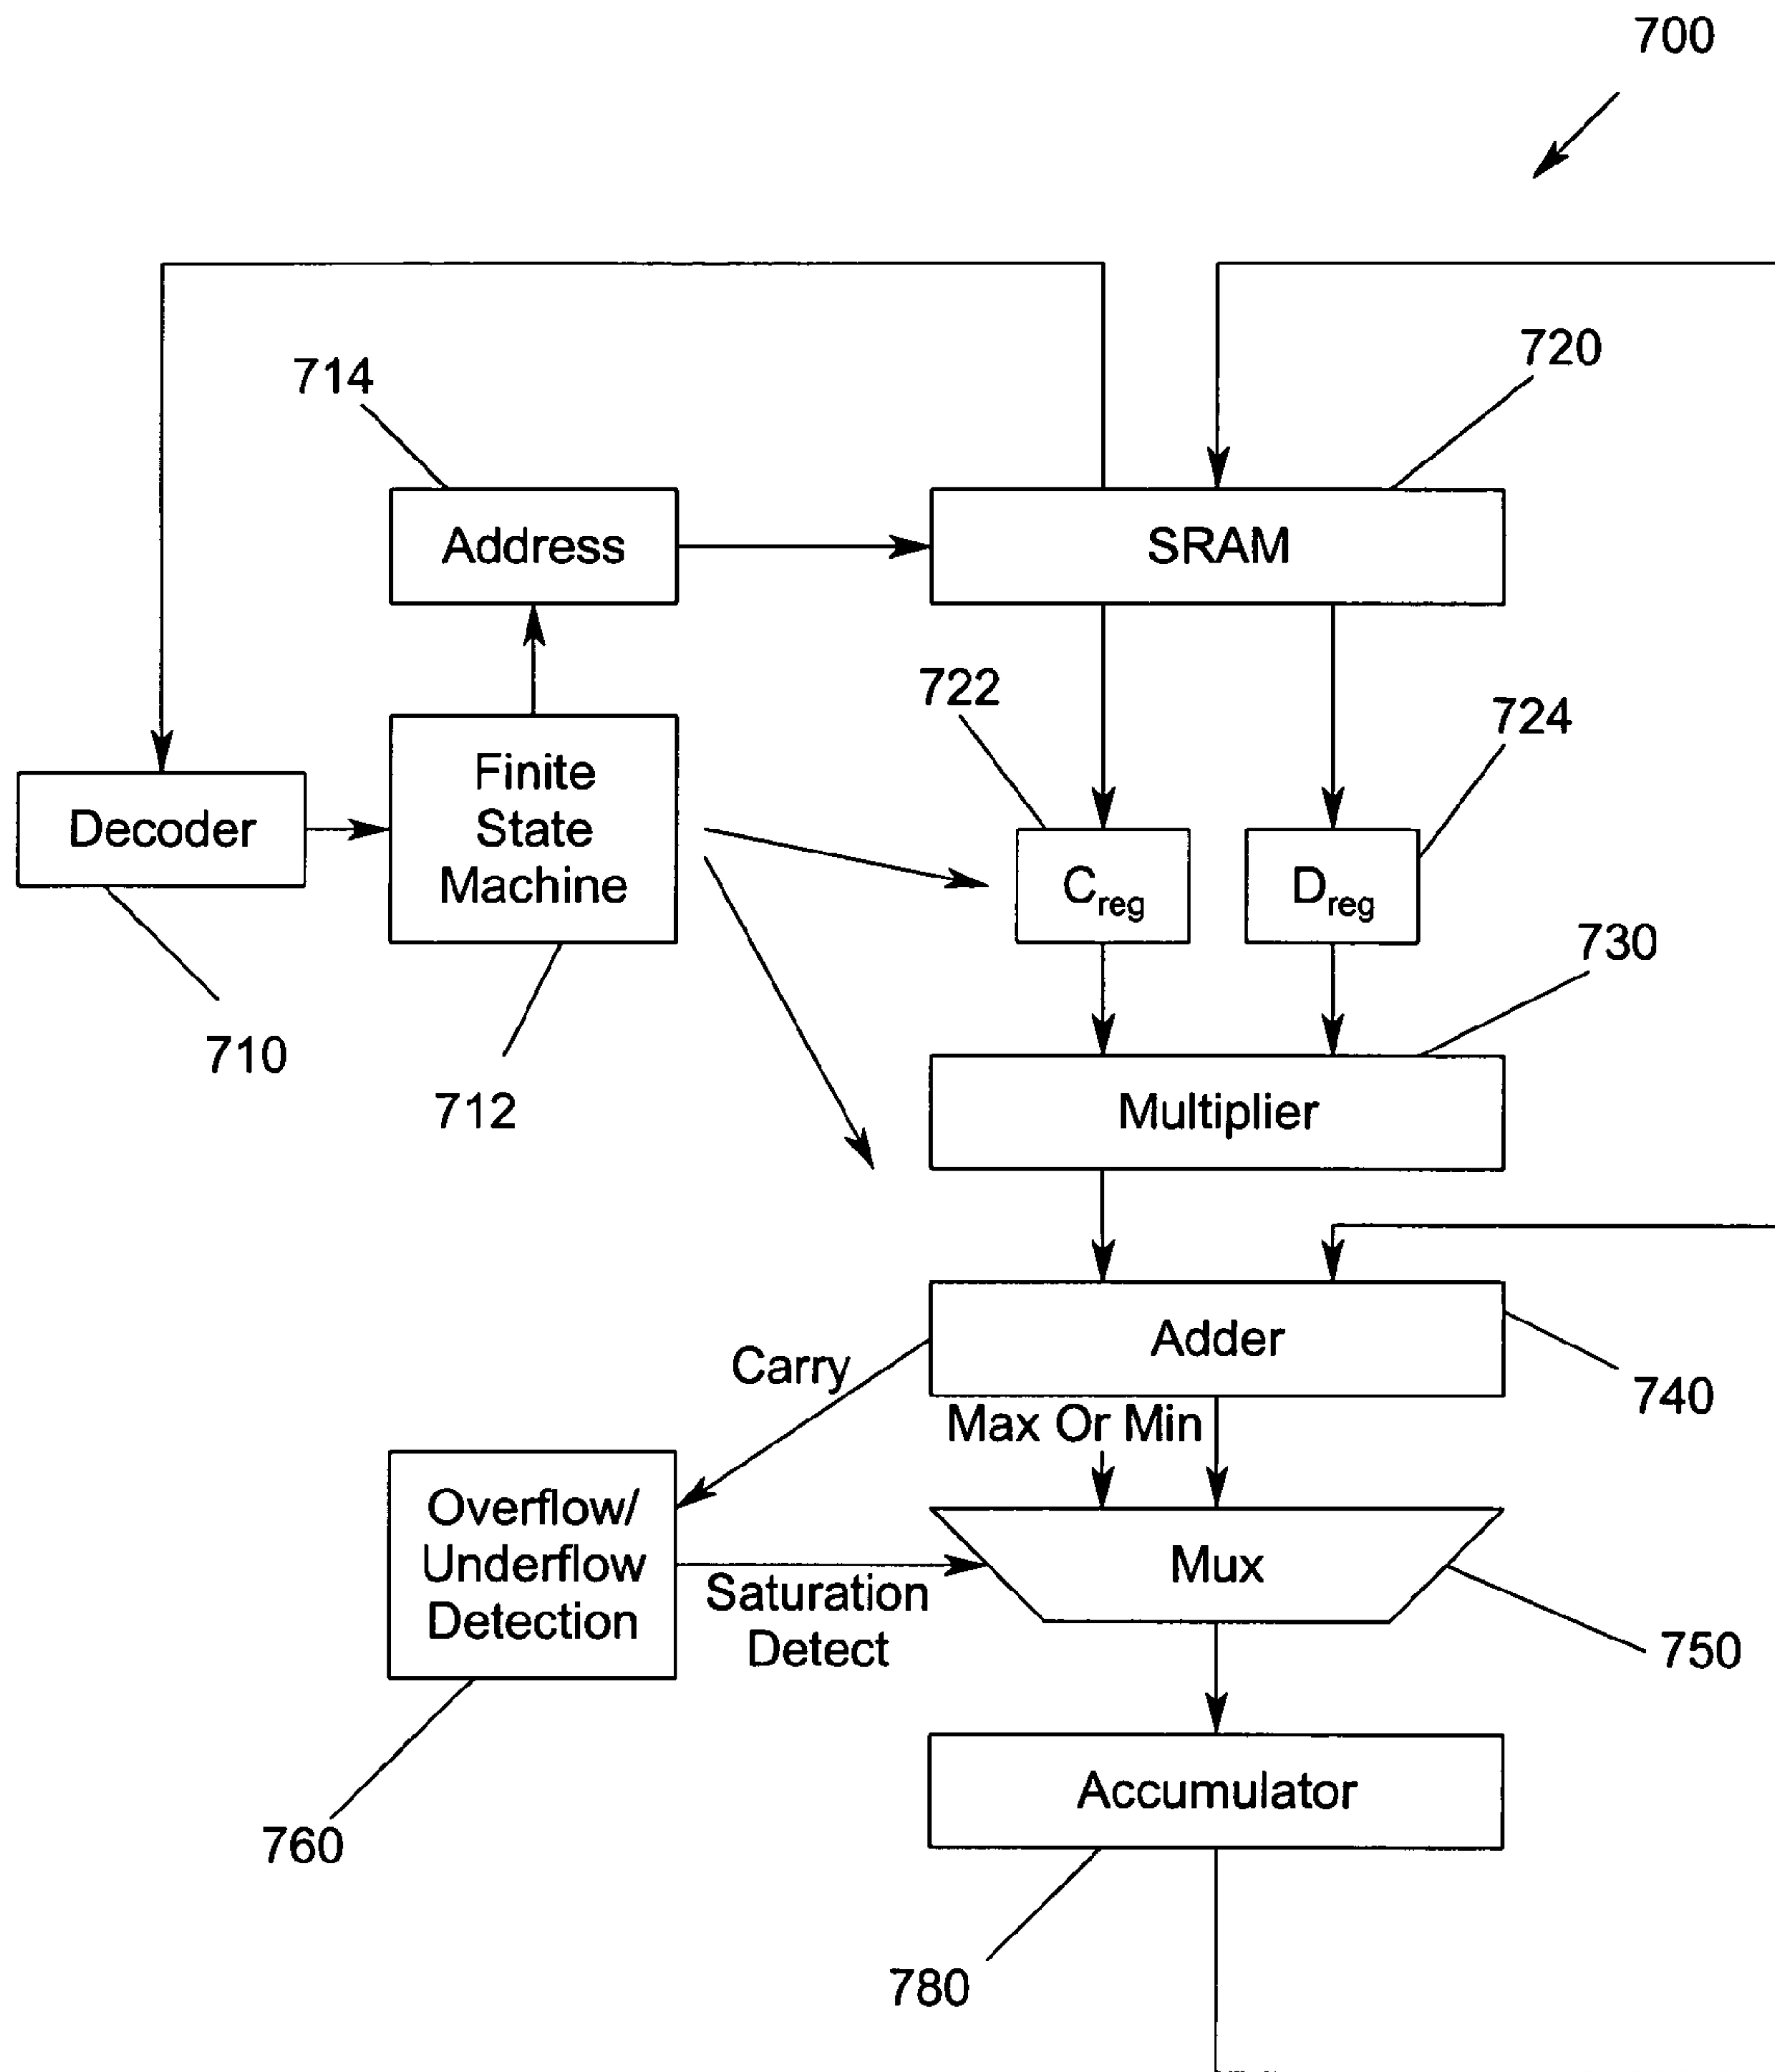 700
720
714
Address
SRAM
722
724
Finite
State
Machine
Decoder
Creg
Dreg
730
710
712
Multiplier
Adder
Carry
740
Max Or Min
Overflow/
Underflow
Detection
Mux
Saturation
Detect
750
Accumulator
760
780